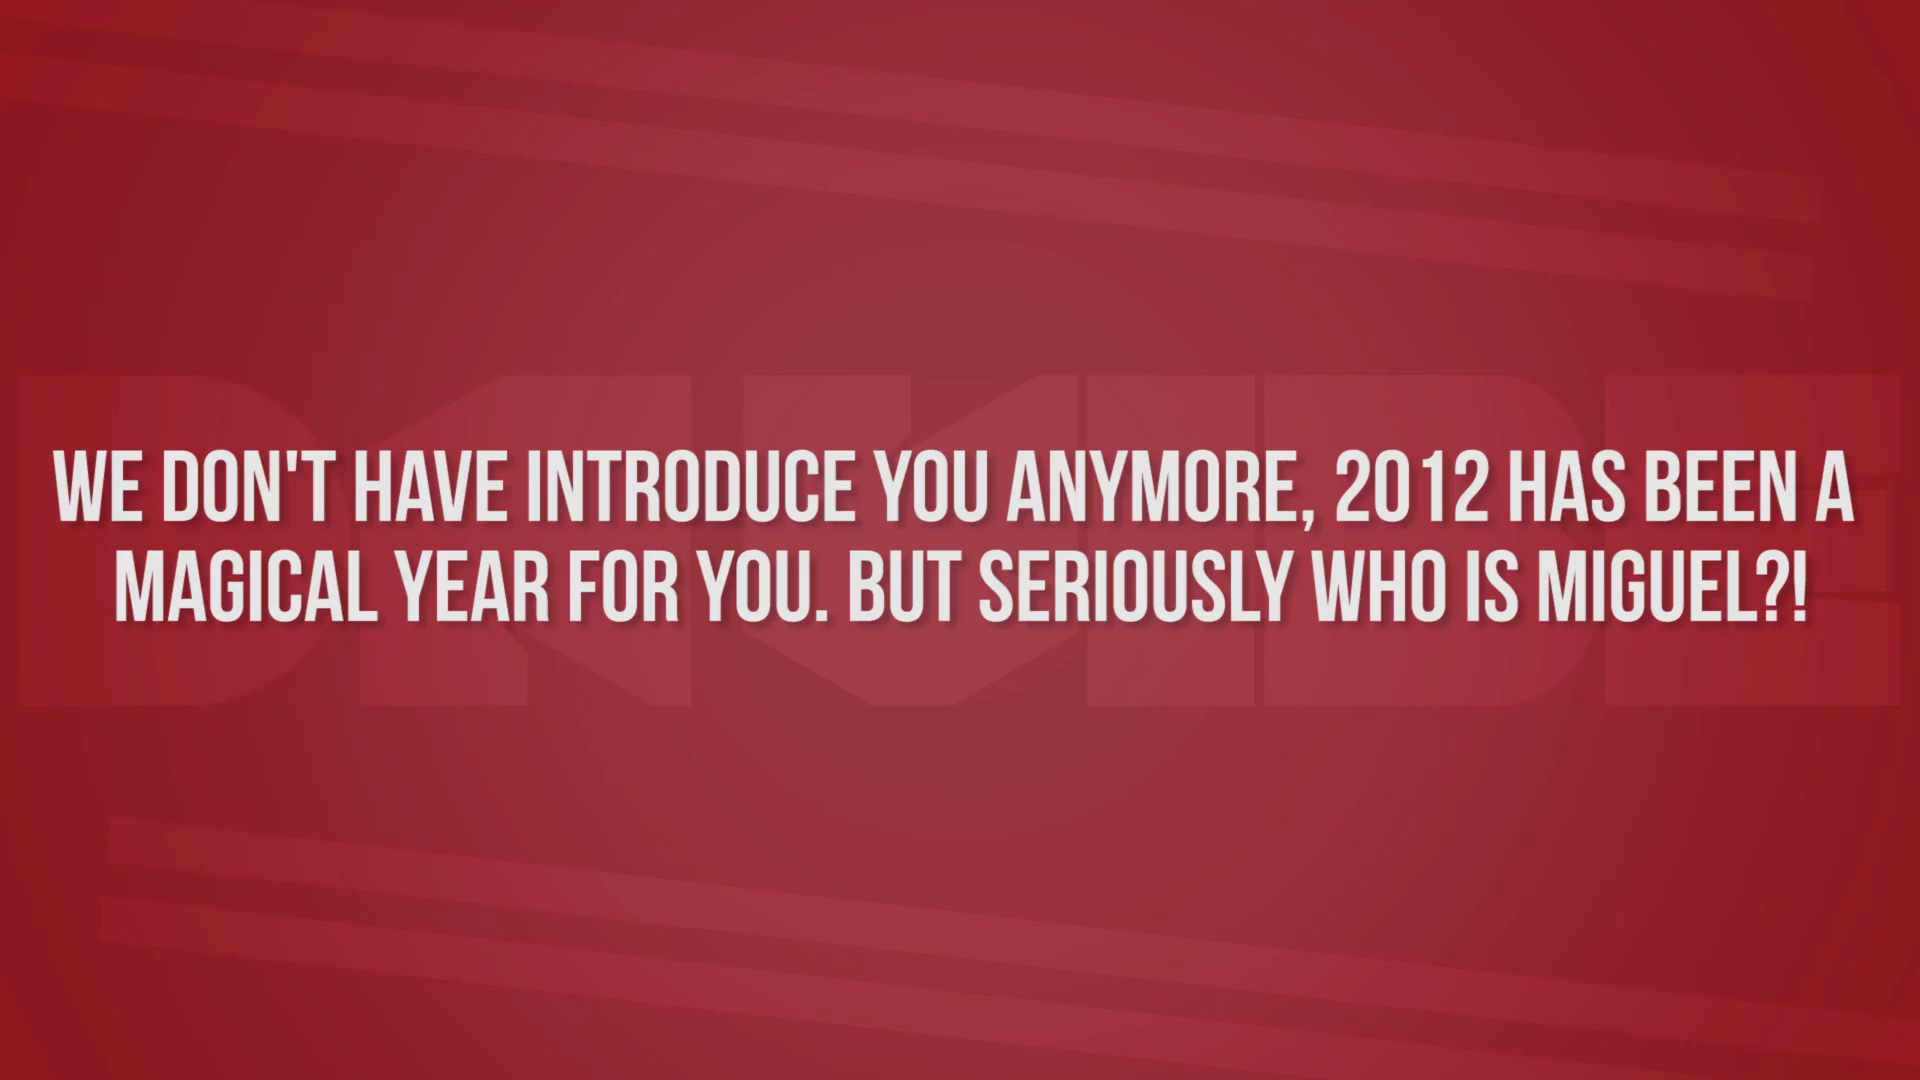 WE DON'T HAVE INTRODUCE YOU ANYMORE, 2012 HAS BEEN A
MAGICAL YEAR FOR YOU. BUT SERIOUSLY WHO IS MIGUEL?!